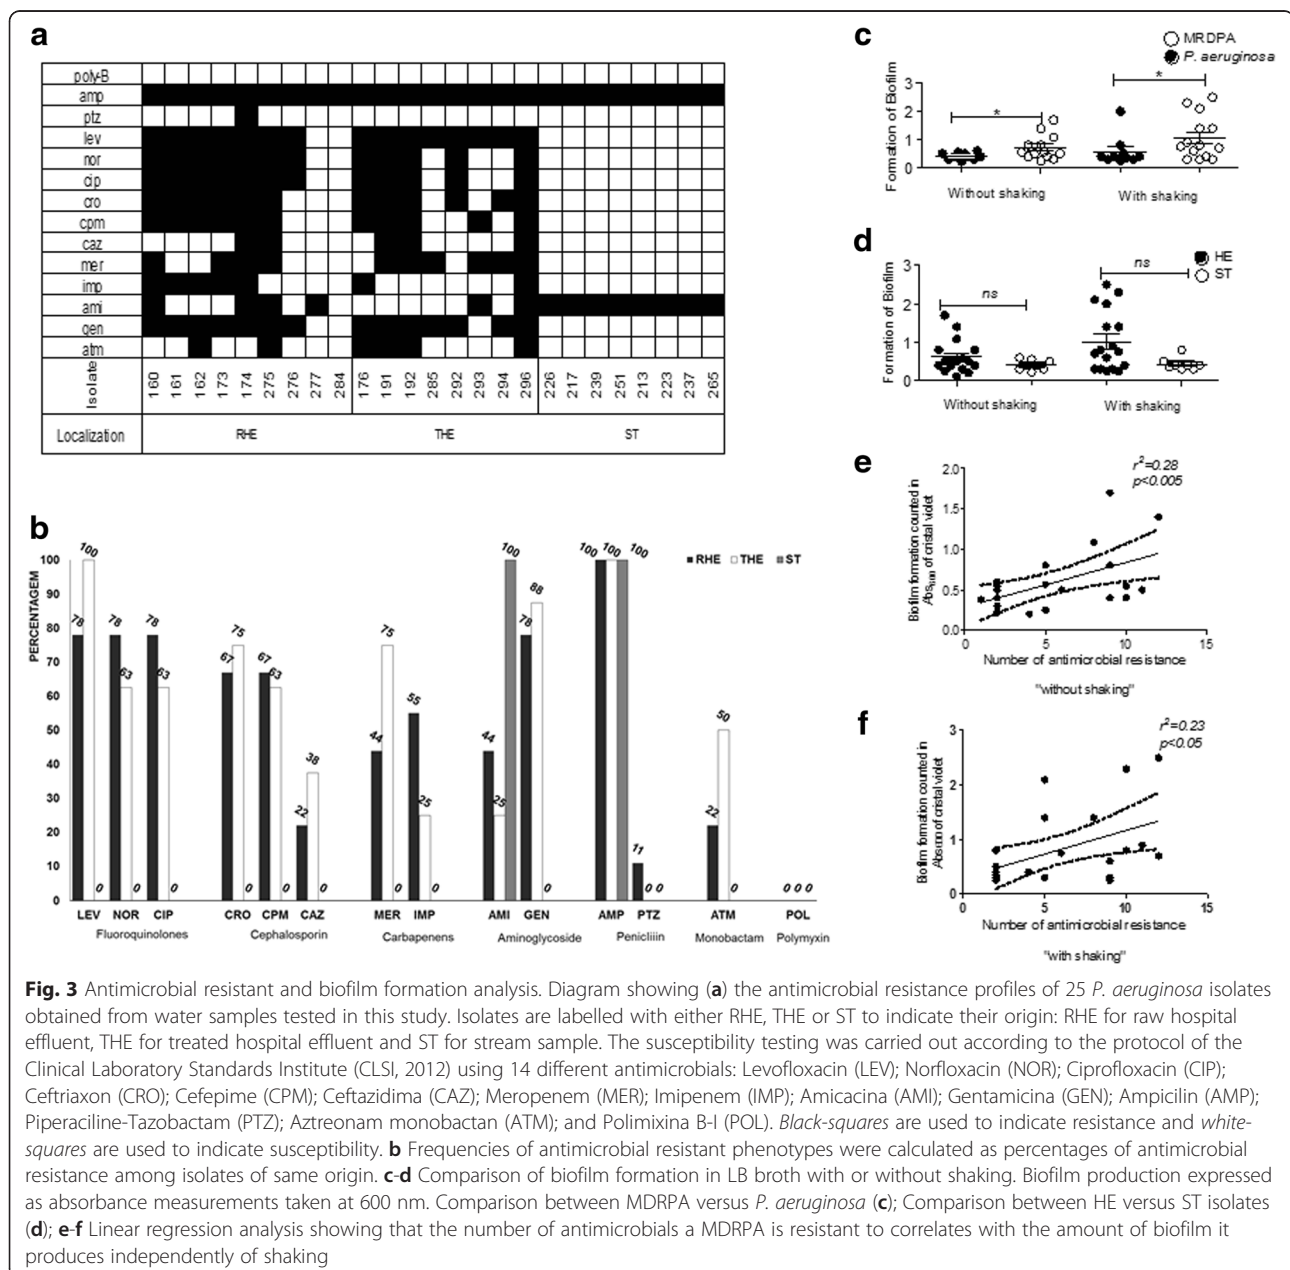 a
poly-B
amp
ptz
lev
nor
cip
cro
cpm
caz
mer
imp
ami
gen
atm
Isolate 160 161 162 173 174 275 276 277 284 176 191 192 285 292 293 294 296 226 217 239 251 213 223 237 265
Localization RHE THE ST
b
PERCENTAGEM
RHE THE ST
100
90
80
70
60
50
40
30
20
10
0
78 100 0 78 63 0 78 63 0 67 75 0 67 63 0 22 38 0 44 75 0 55 25 0 44 25 100 78 88 0 100 100 100 11 0 0 22 50 0 0 0 0
LEV NOR CIP CRO CPM CAZ MER IMP AMI GEN AMP PTZ ATM POL
Fluoroquinolones Cephalosporin Carbapenens Aminoglycoside Penicliiin Monobactam Polymyxin
c
MRDPA
P. aeruginosa
Formation of Biofilm
3
2
1
0
* *
Without shaking With shaking
d
HE
ST
Formation of Biofilm
3
2
1
0
ns ns
Without shaking With shaking
e
r²=0.28
p<0.005
Biofilm formation counted in
of cristal violet
2.0
1.5
1.0
0.5
0.0
0 5 10 15
Number of antimicrobial resistance
"without shaking"
f
r²=0.23
p<0.05
Biofilm formation counted in
of cristal violet
3
2
1
0
0 5 10 15
Number of antimicrobial resistance
"with shaking"
Fig. 3 Antimicrobial resistant and biofilm formation analysis. Diagram showing (a) the antimicrobial resistance profiles of 25 P. aeruginosa isolates
obtained from water samples tested in this study. Isolates are labelled with either RHE, THE or ST to indicate their origin: RHE for raw hospital
effluent, THE for treated hospital effluent and ST for stream sample. The susceptibility testing was carried out according to the protocol of the
Clinical Laboratory Standards Institute (CLSI, 2012) using 14 different antimicrobials: Levofloxacin (LEV); Norfloxacin (NOR); Ciprofloxacin (CIP);
Ceftriaxon (CRO); Cefepime (CPM); Ceftazidima (CAZ); Meropenem (MER); Imipenem (IMP); Amicacina (AMI); Gentamicina (GEN); Ampicilin (AMP);
Piperaciline-Tazobactam (PTZ); Aztreonam monobactam (ATM); and Polimixina B-I (POL). Black-squares are used to indicate resistance and white-
squares are used to indicate susceptibility. b Frequencies of antimicrobial resistant phenotypes were calculated as percentages of antimicrobial
resistance among isolates of same origin. c-d Comparison of biofilm formation in LB broth with or without shaking. Biofilm production expressed
as absorbance measurements taken at 600 nm. Comparison between MDRPA versus P. aeruginosa (c); Comparison between HE versus ST isolates
(d); e-f Linear regression analysis showing that the number of antimicrobials a MDRPA is resistant to correlates with the amount of biofilm it
produces independently of shaking